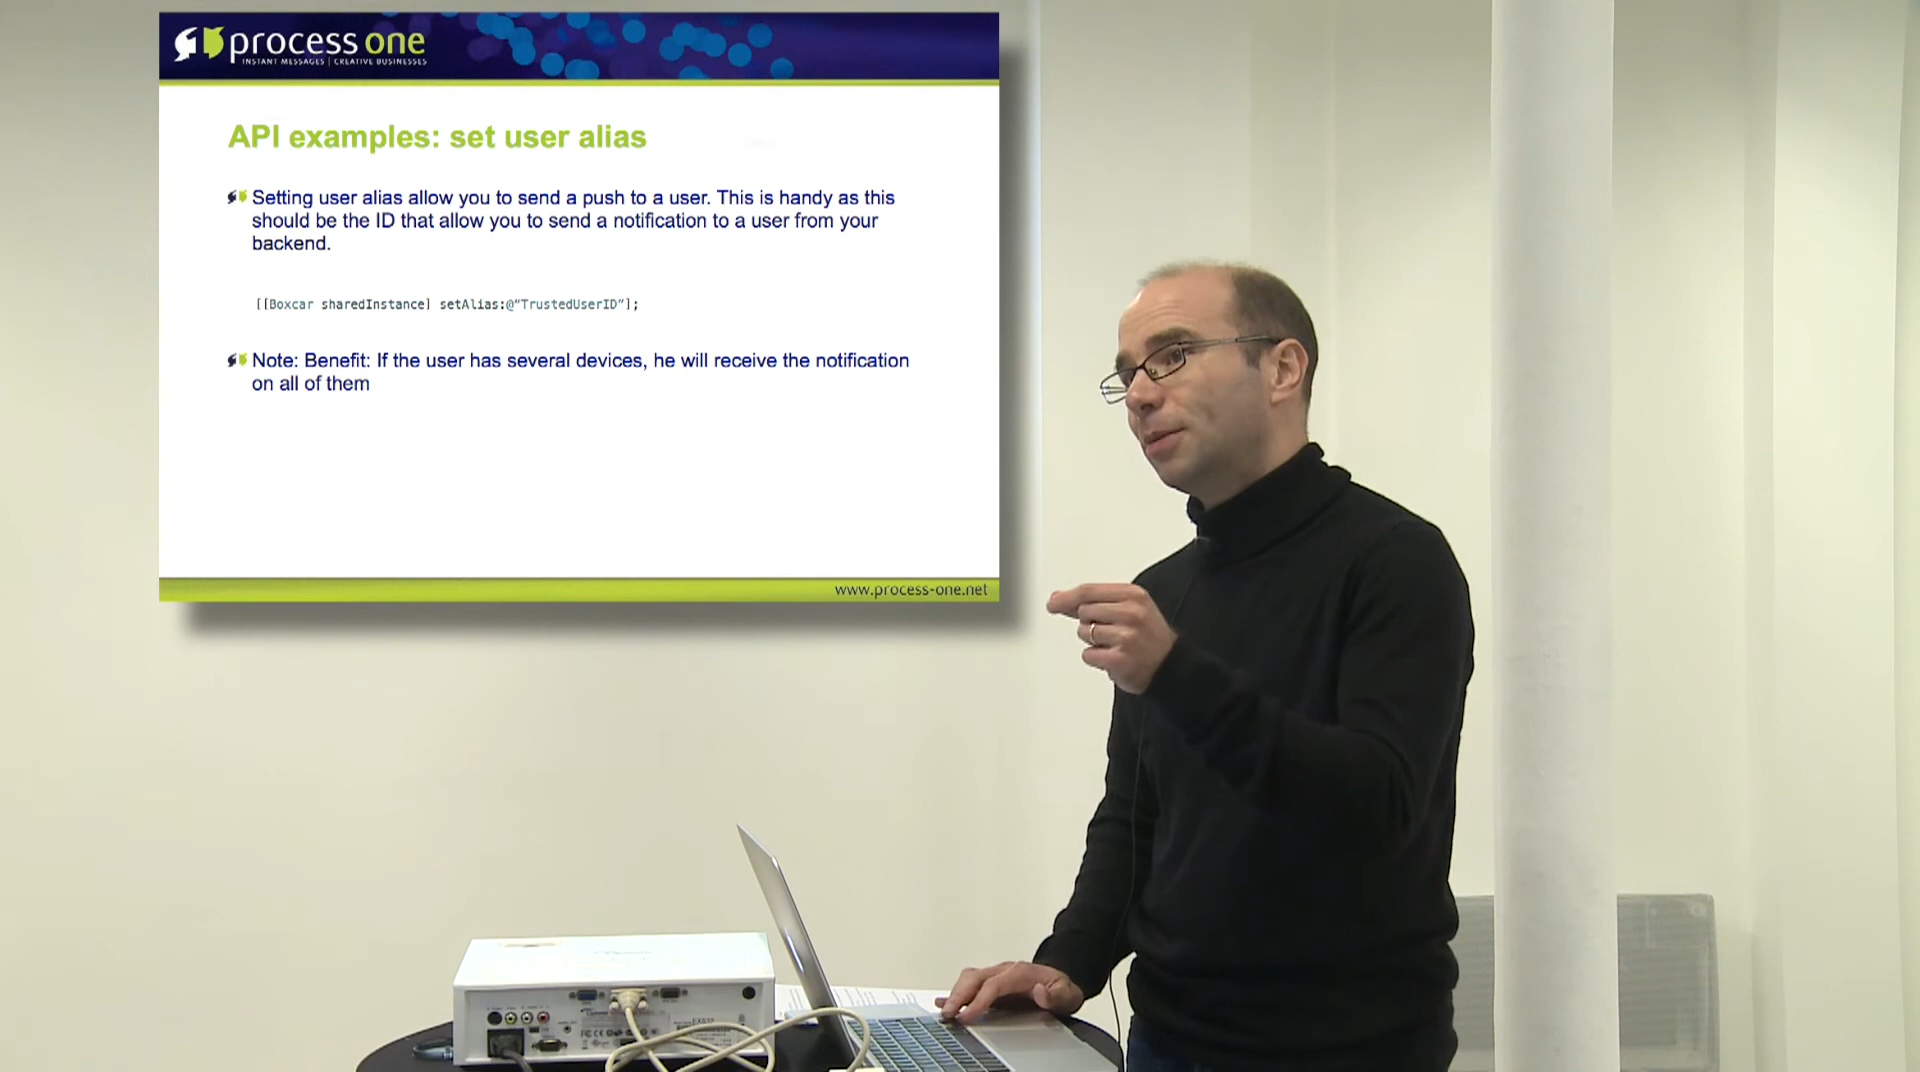 process one
INSTANT MESSAGES | CREATIVE BUSINESSES
API examples: set user alias
Setting user alias allow you to send a push to a user. This is handy as this
should be the ID that allow you to send a notification to a user from your
backend.
[[Boxcar sharedInstance] setAlias:@"TrustedUserID"];
Note: Benefit: If the user has several devices, he will receive the notification
on all of them
www.process-one.net